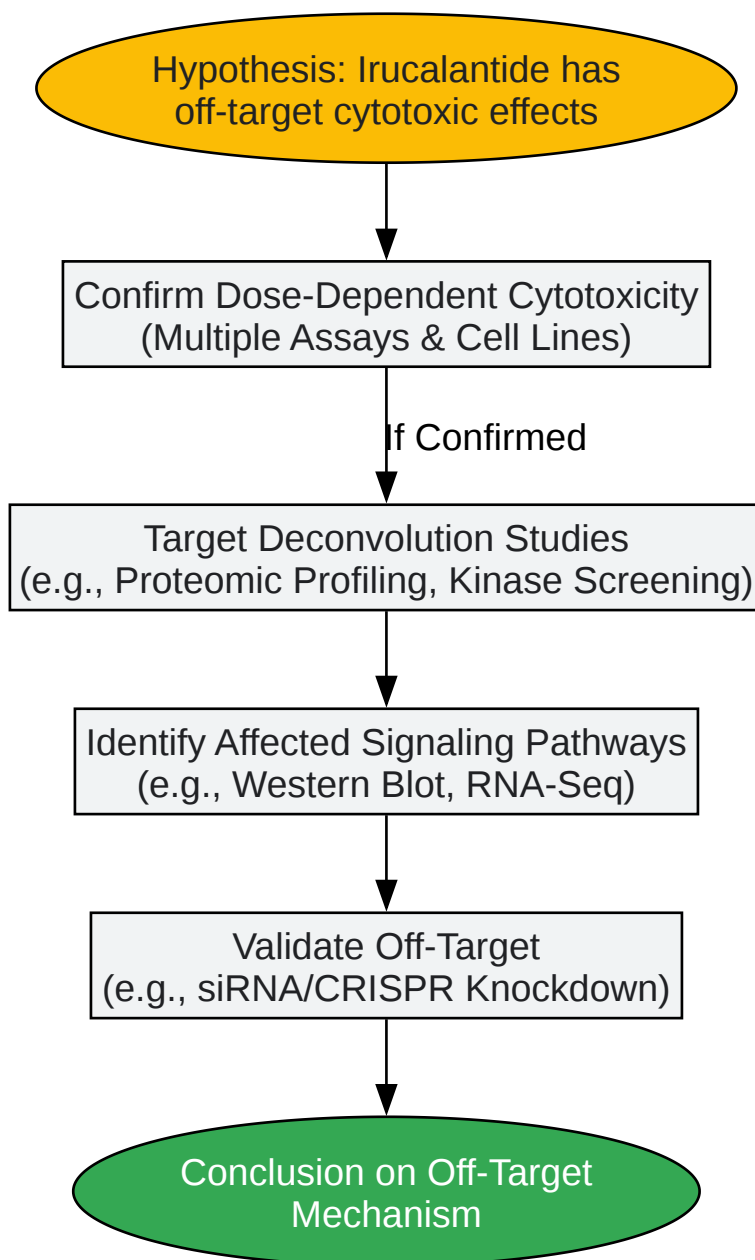 Hypothesis: Irucalantide has
off-target cytotoxic effects
Confirm Dose-Dependent Cytotoxicity
(Multiple Assays & Cell Lines)
If Confirmed
Target Deconvolution Studies
(e.g., Proteomic Profiling, Kinase Screening)
Identify Affected Signaling Pathways
(e.g., Western Blot, RNA-Seq)
Validate Off-Target
(e.g., siRNA/CRISPR Knockdown)
Conclusion on Off-Target
Mechanism